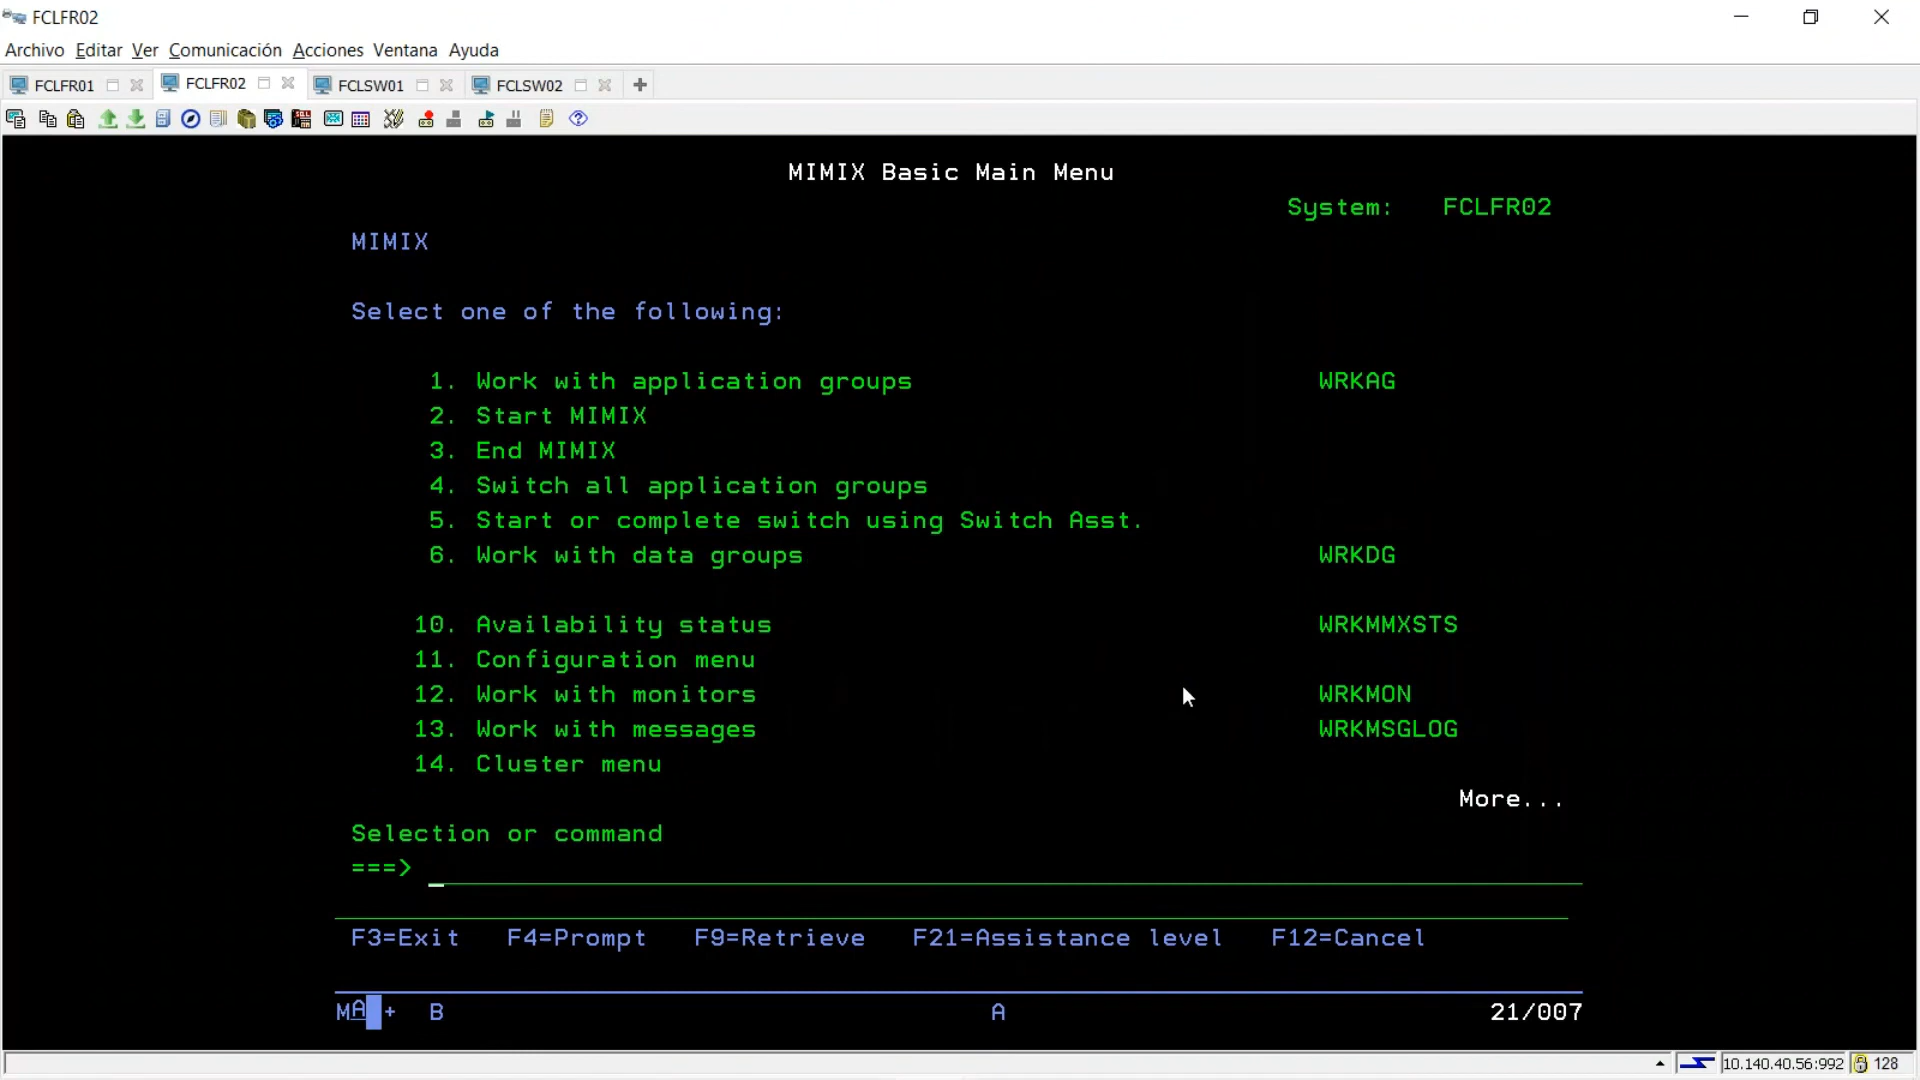 FCLFR02
Archivo Editar Ver Comunicación Acciones Ventana Ayuda
FCLFR01 FCLFR02 FCLSW01 FCLSW02
MIMIX Basic Main Menu
System: FCLFR02
MIMIX
Select one of the following:
1. Work with application groups WRKAG
2. Start MIMIX
3. End MIMIX
4. Switch all application groups
5. Start or complete switch using Switch Asst.
6. Work with data groups WRKDG
10. Availability status WRKMMXSTS
11. Configuration menu
12. Work with monitors WRKMON
13. Work with messages WRKMSGLOG
14. Cluster menu
More...
Selection or command
===>
F3=Exit F4=Prompt F9=Retrieve F21=Assistance level F12=Cancel
MA + B A 21/007
10.140.40.56:992 128